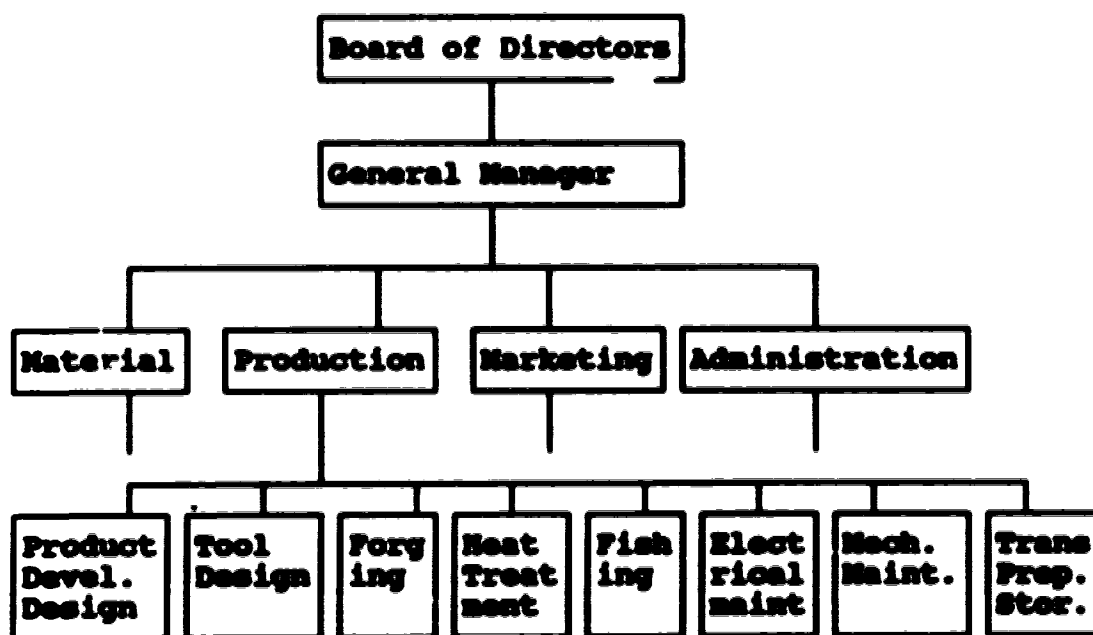 Board of Directors
General Manager
Material
Production
Marketing
Administration
Product
Devel.
Design
Tool
Design
Forg
ing
Heat
Treat
ment
Fish
ing
Elect
rical
maint
Mech.
Maint.
Trans
Prep.
Stor.